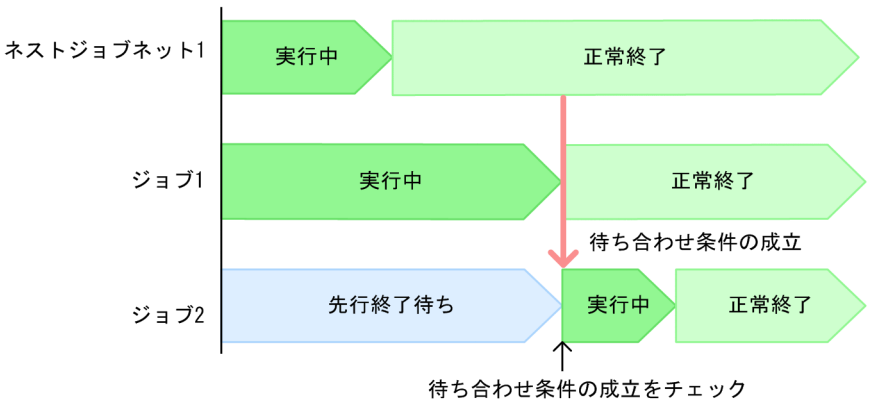 ネストジョブネット1
実行中
正常終了
ジョブ1
実行中
正常終了
待ち合わせ条件の成立
ジョブ2
先行終了待ち
実行中
正常終了
待ち合わせ条件の成立をチェック